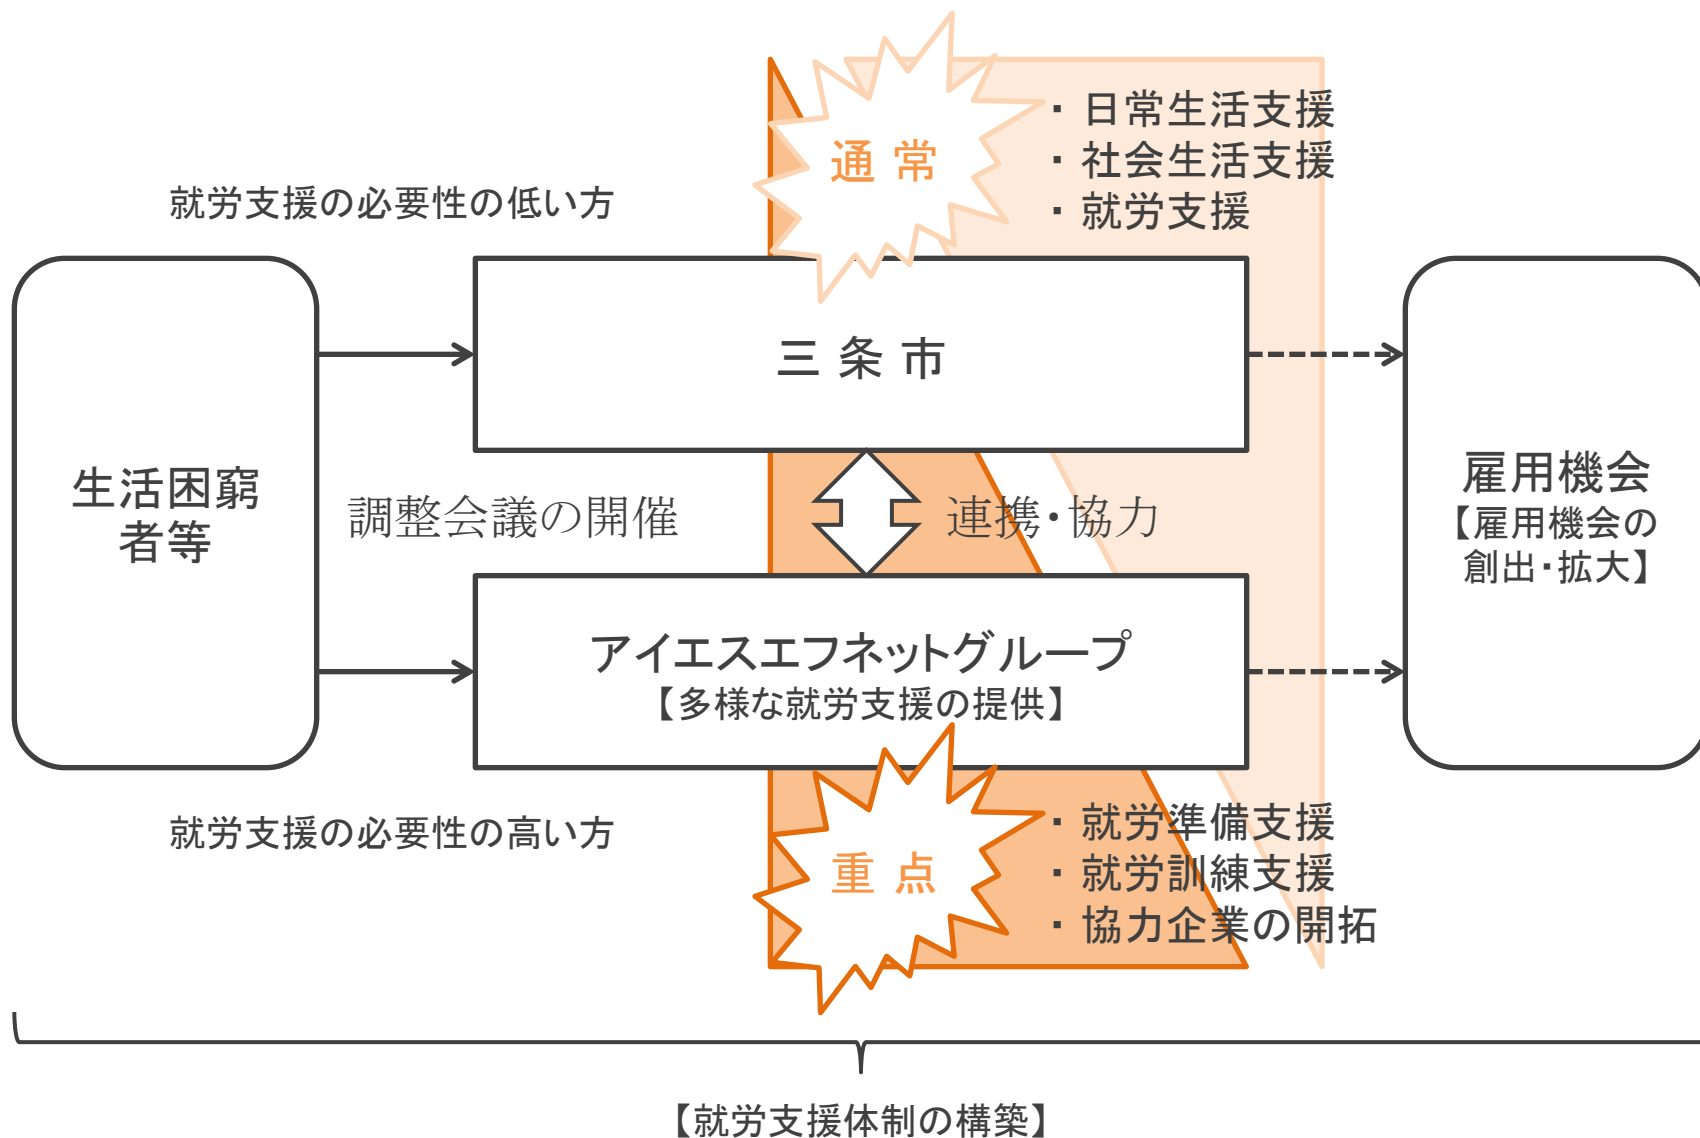 通常
・日常生活支援
・社会生活支援
・就労支援
就労支援の必要性の低い方
三条市
生活困窮
者等
調整会議の開催
連携・協力
雇用機会
【雇用機会の
創出・拡大】
アイエスエフネットグループ
【多様な就労支援の提供】
就労支援の必要性の高い方
重点
・就労準備支援
・就労訓練支援
・協力企業の開拓
【就労支援体制の構築】